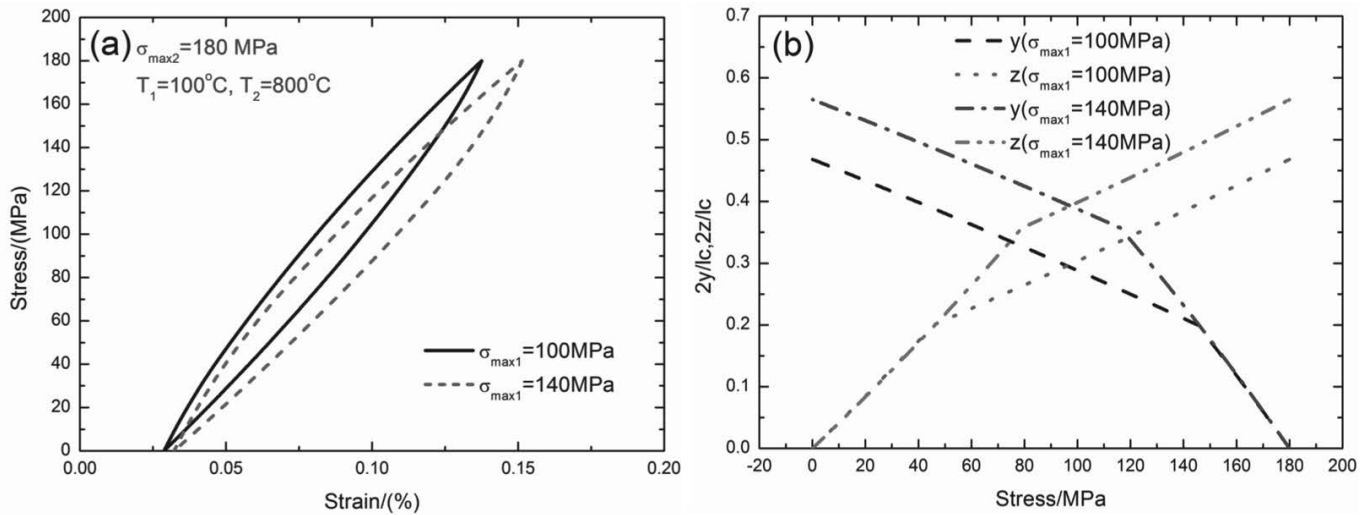 (a)
σmax2=180 MPa
T1=100°C, T2=800°C
σmax1=100MPa
σmax1=140MPa
200
180
160
140
120
100
80
60
40
20
0
Stress/(MPa)
0.00 0.05 0.10 0.15 0.20
Strain/(%)
(b)
y(σmax1=100MPa)
z(σmax1=100MPa)
y(σmax1=140MPa)
z(σmax1=140MPa)
0.7
0.6
0.5
0.4
0.3
0.2
0.1
0.0
2y/lc,2z/lc
-20 0 20 40 60 80 100 120 140 160 180 200
Stress/MPa